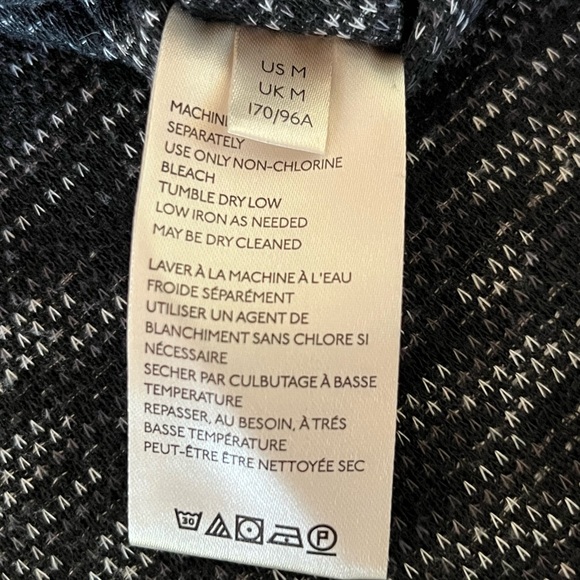 US M
UK M
170/96A
SEPARATELY
USE ONLY NON-CHLORINE
BLEACH
TUMBLE DRY LOW
LOW IRON AS NEEDED
MAY BE DRY CLEANED
LAVER À LA MACHINE À L'EAU
FROIDE SÉPARÉMENT
UTILISER UN AGENT DE
BLANCHIMENT SANS CHLORE SI
NÉCESSAIRE
SECHER PAR CULBUTAGE À BASSE
TEMPERATURE
REPASSER, AU BESOIN, À TRÉS
BASSE TEMPÉRATURE
PEUT-ÊTRE ÊTRE NETTOYÉE SEC
30 P